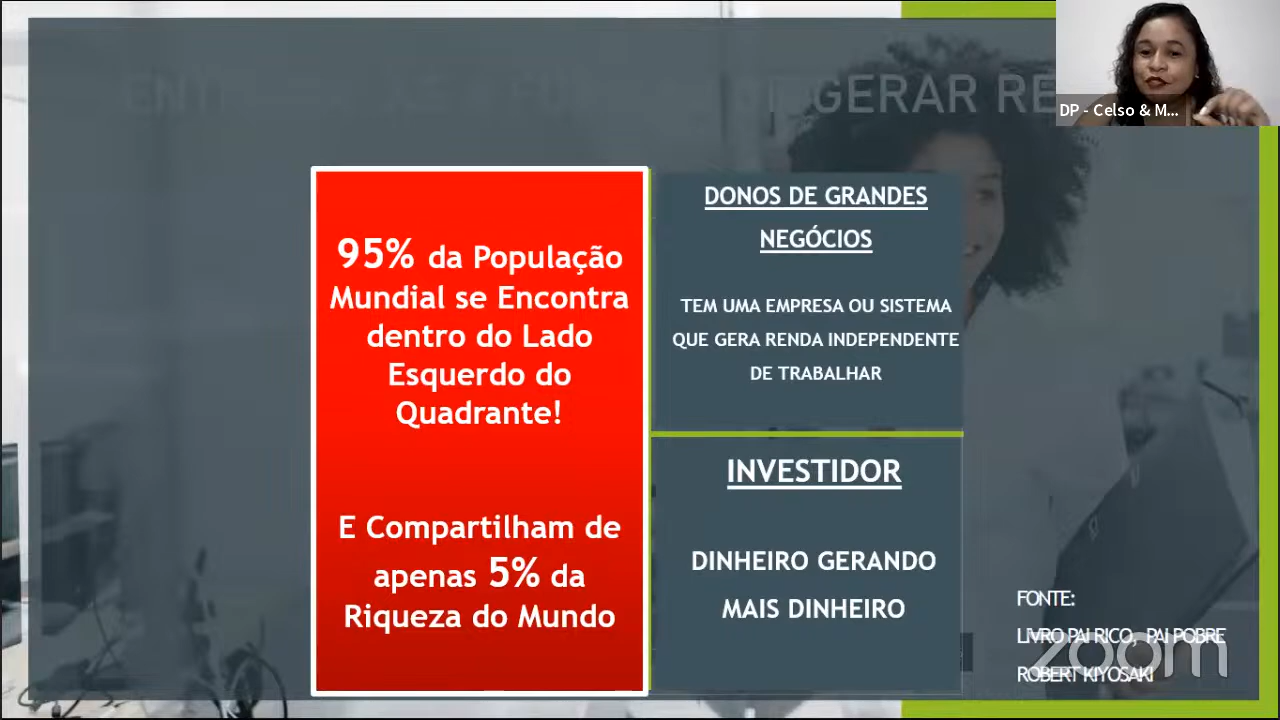 GERAR
DP - Celso & M...
95% da População
Mundial se Encontra
dentro do Lado
Esquerdo do
Quadrante!
E Compartilham de
apenas 5% da
Riqueza do Mundo
DONOS DE GRANDES
NEGÓCIOS
TEM UMA EMPRESA OU SISTEMA
QUE GERA RENDA INDEPENDENTE
DE TRABALHAR
INVESTIDOR
DINHEIRO GERANDO
MAIS DINHEIRO
FONTE:
LIVRO PAI RICO, PAI POBRE
ROBERT KIYOSAKI
zoom